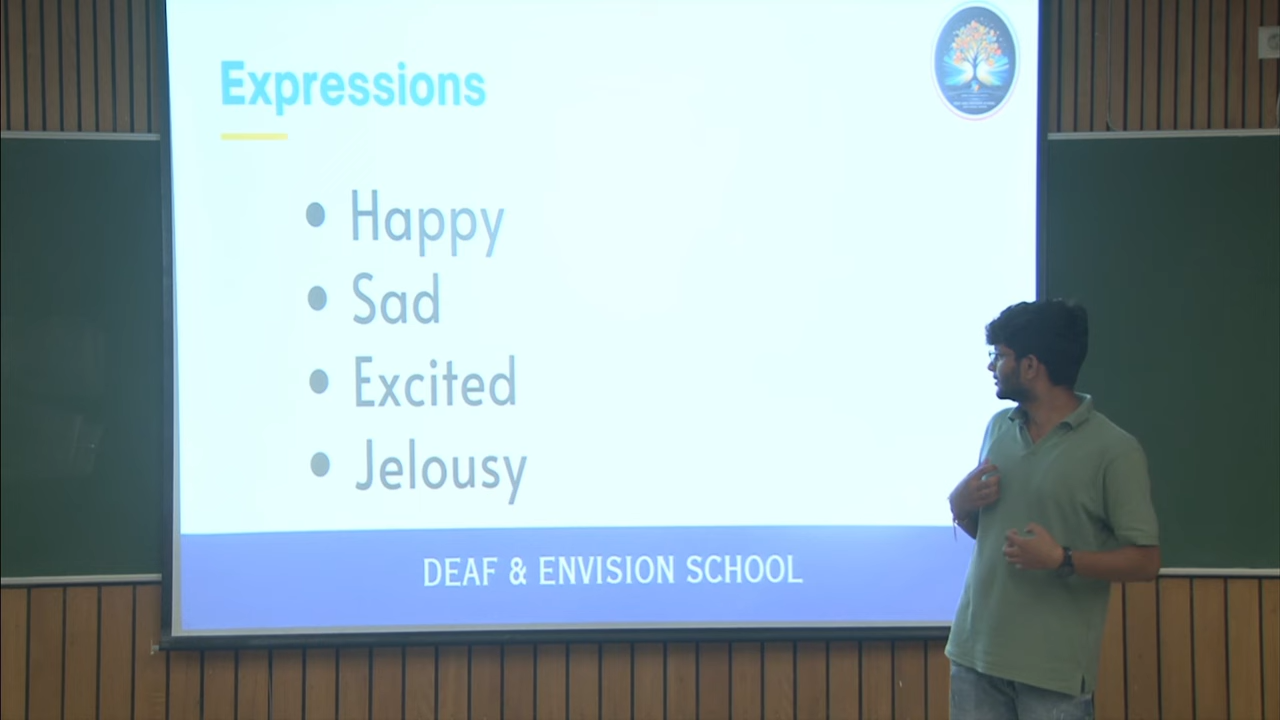 Expressions
• Happy
• Sad
• Excited
• Jelousy
DEAF & ENVISION SCHOOL